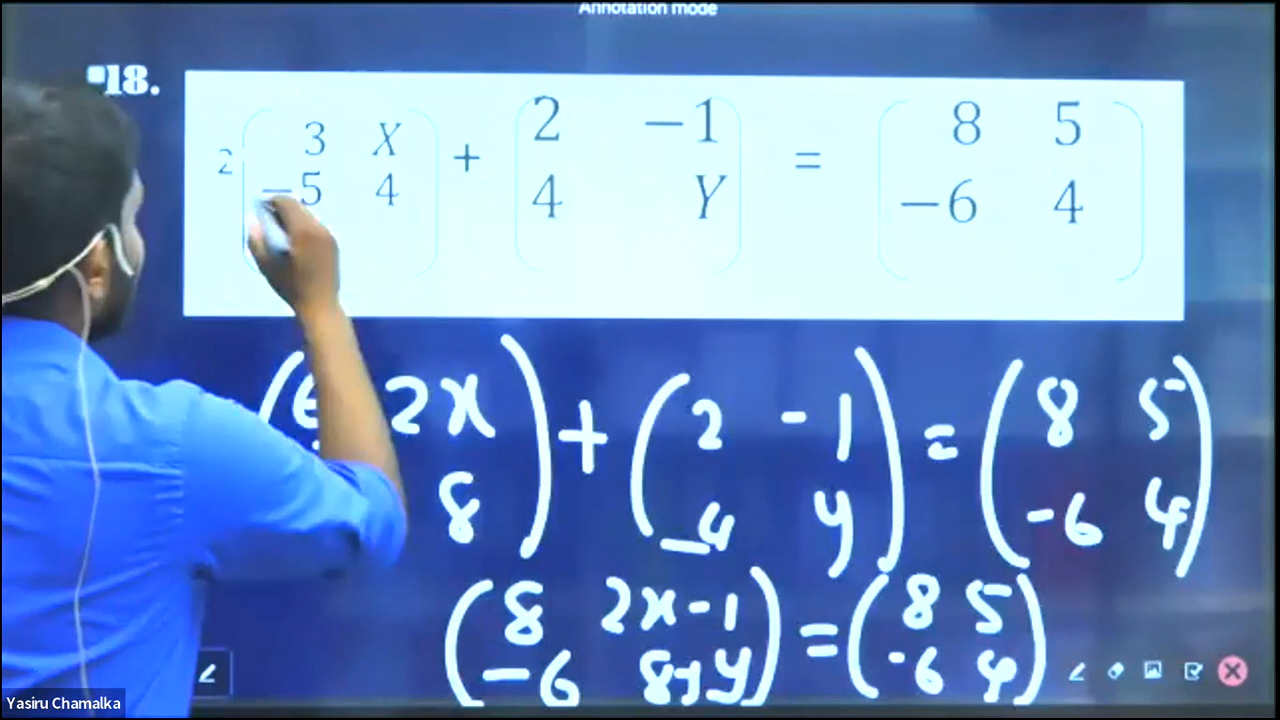 Annotation mode
18.
2 ( 3 X ) + ( 2 −1 ) = ( 8 5 )
−5 4 4 Y −6 4
( 6 2x ) + ( 2 -1 ) = ( 8 5 )
8 4 y -6 4
( 8 2x-1 ) = ( 8 5 )
-6 8+y -6 4
Yasiru Chamalka